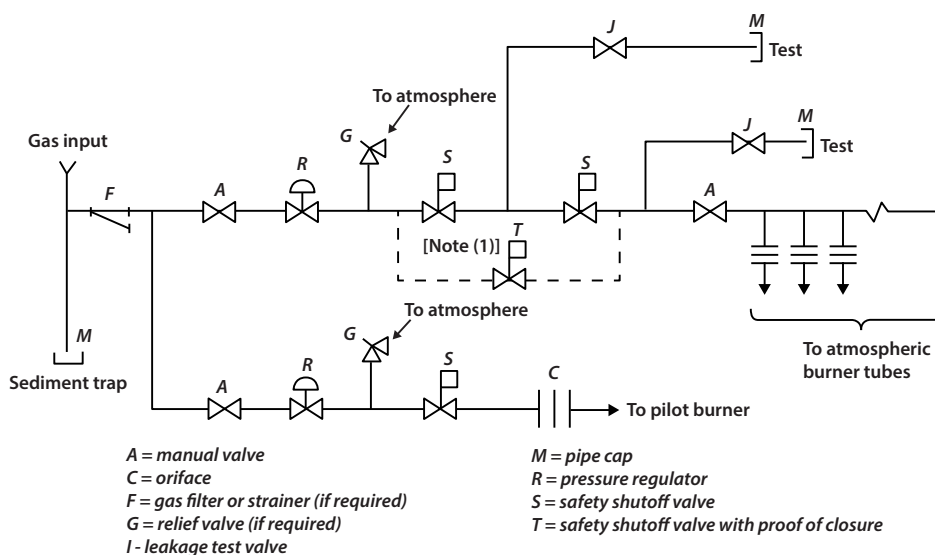 J
M
Test
To atmosphere
G
J
M
Test
Gas input
F
A
R
S
S
A
[Note (1)]
T
M
Sediment trap
To atmosphere
G
A
R
S
C
To pilot burner
To atmospheric
burner tubes
A = manual valve
C = oriface
F = gas filter or strainer (if required)
G = relief valve (if required)
I - leakage test valve
M = pipe cap
R = pressure regulator
S = safety shutoff valve
T = safety shutoff valve with proof of closure